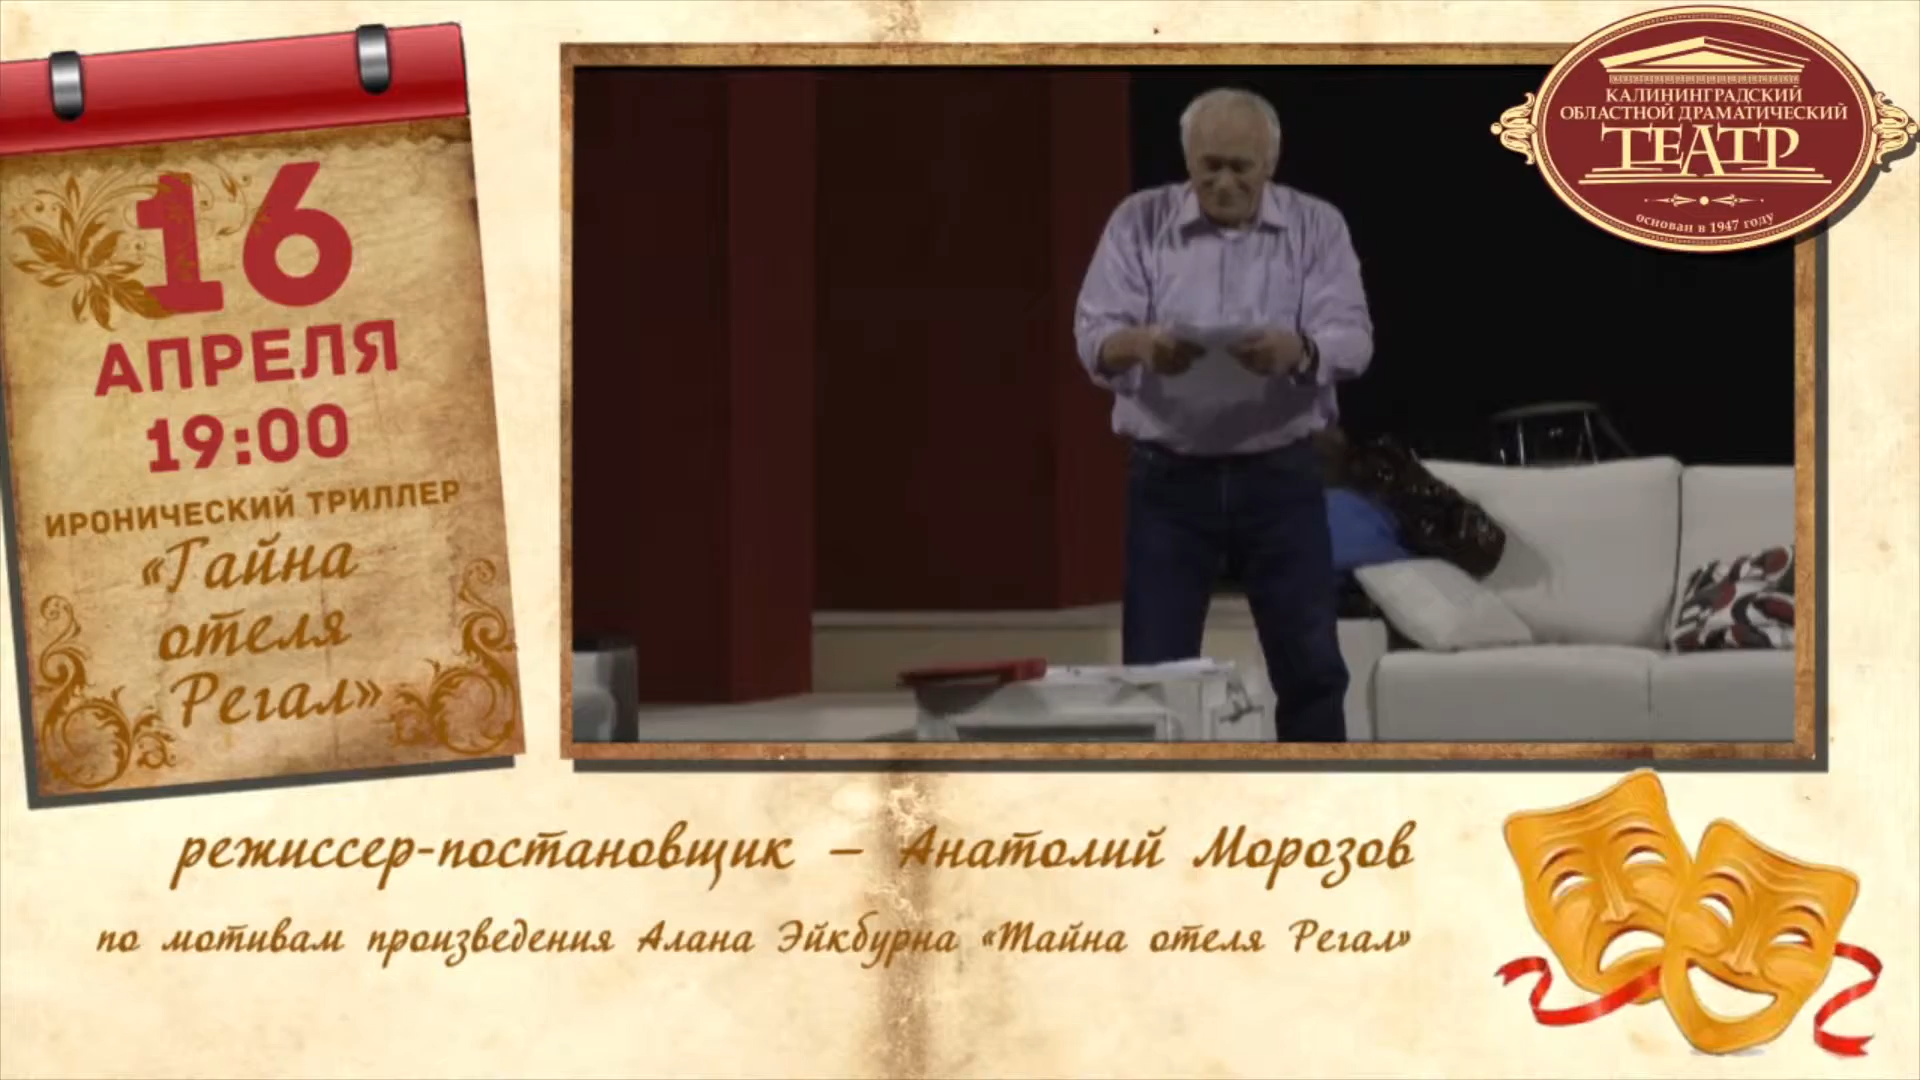 16
АПРЕЛЯ
19:00
ИРОНИЧЕСКИЙ ТРИЛЛЕР
«Тайна
отеля
Регал»
КАЛИНИНГРАДСКИЙ
ОБЛАСТНОЙ ДРАМАТИЧЕСКИЙ
ТЕАТР
основан в 1947 году
режиссер-постановщик – Анатолий Морозов
по мотивам произведения Алана Эйкбурна «Тайна отеля Регал»